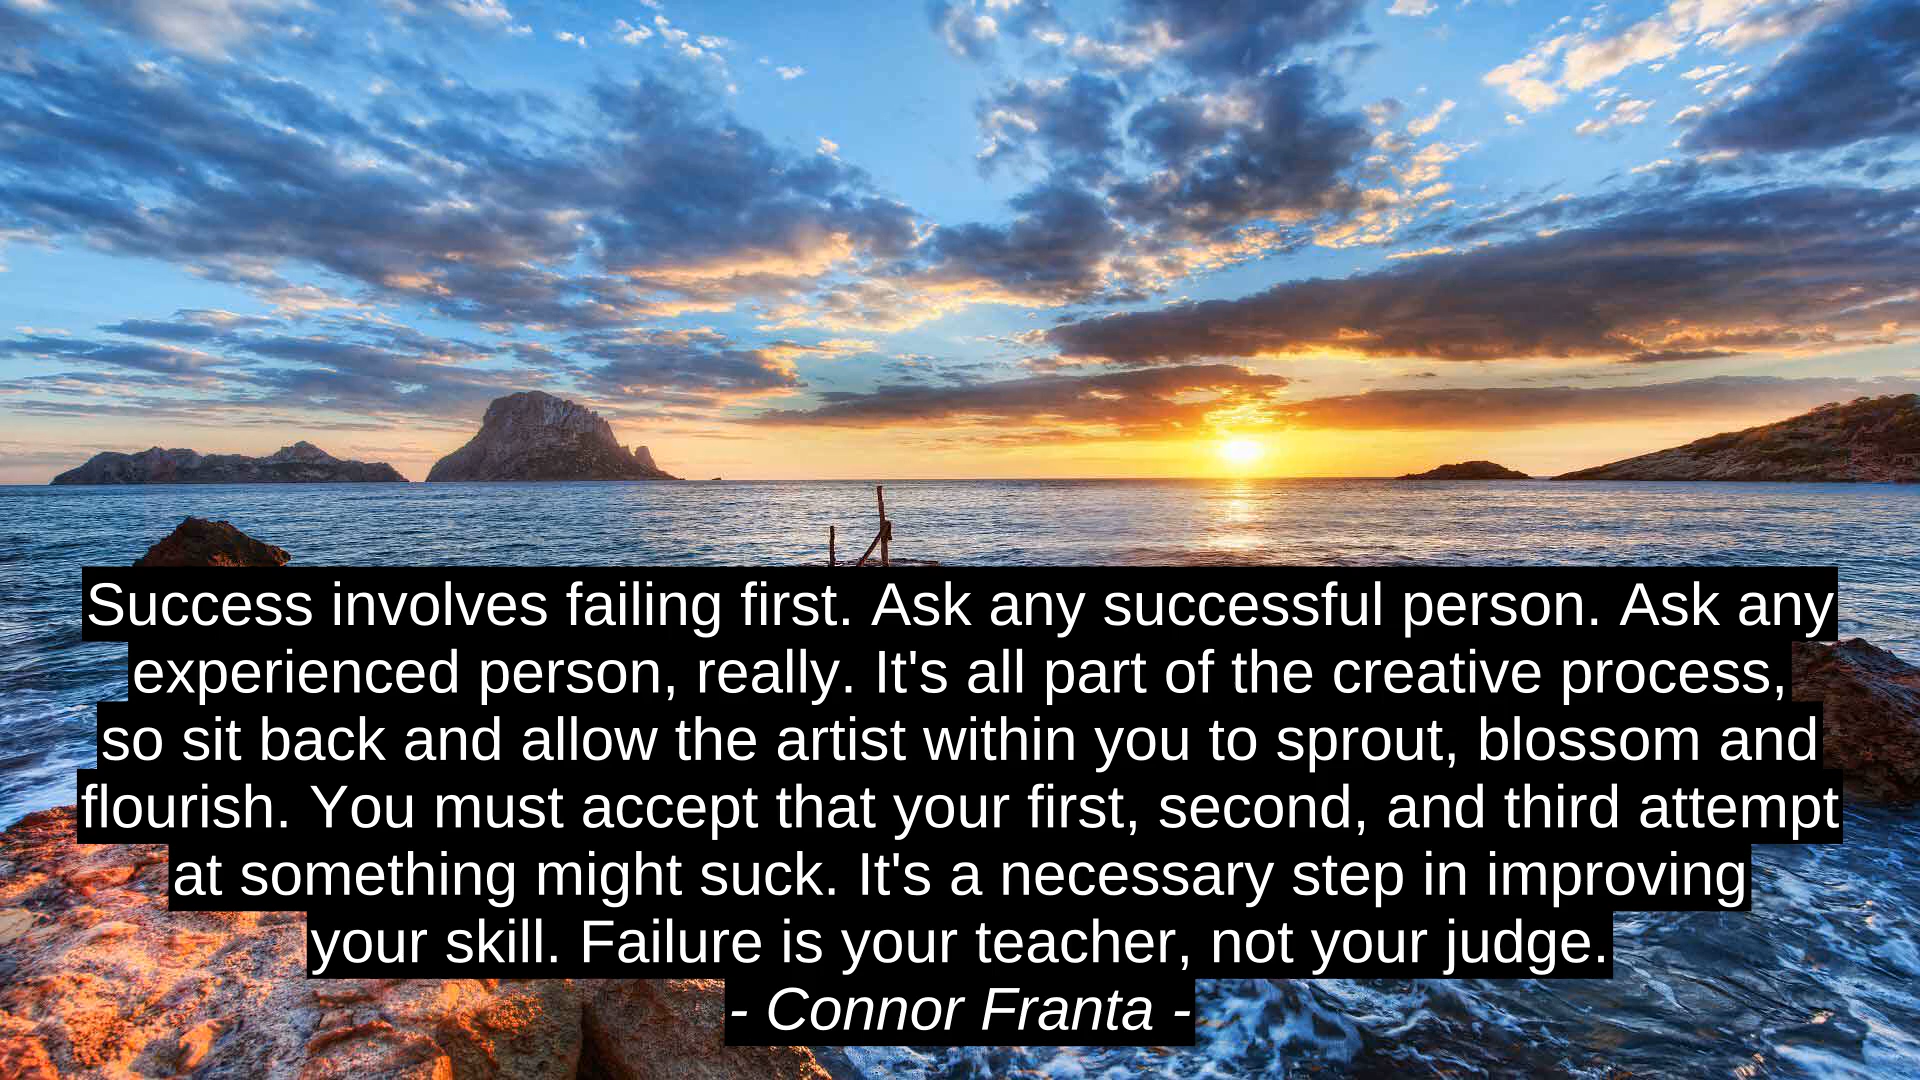 Success involves failing first. Ask any successful person. Ask any
experienced person, really. It's all part of the creative process,
so sit back and allow the artist within you to sprout, blossom and
flourish. You must accept that your first, second, and third attempt
at something might suck. It's a necessary step in improving
your skill. Failure is your teacher, not your judge.
- Connor Franta -